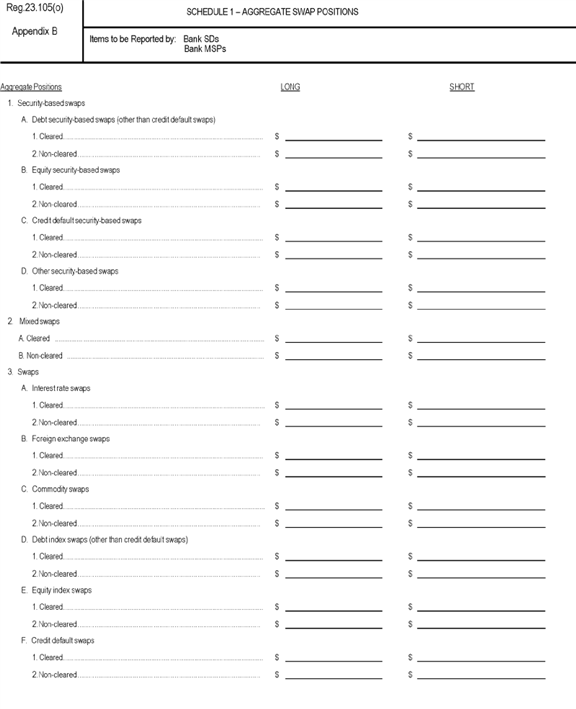 Reg.23.105(o)
Appendix B
SCHEDULE 1 – AGGREGATE SWAP POSITIONS
Items to be Reported by: Bank SDs
Bank MSPs
Aggregate Positions LONG SHORT
1. Security-based swaps
A. Debt security-based swaps (other than credit default swaps)
1. Cleared $ $
2. Non-cleared $ $
B. Equity security-based swaps
1. Cleared $ $
2. Non-cleared $ $
C. Credit default security-based swaps
1. Cleared $ $
2. Non-cleared $ $
D. Other security-based swaps
1. Cleared $ $
2. Non-cleared $ $
2. Mixed swaps
A. Cleared $ $
B. Non-cleared $ $
3. Swaps
A. Interest rate swaps
1. Cleared $ $
2. Non-cleared $ $
B. Foreign exchange swaps
1. Cleared $ $
2. Non-cleared $ $
C. Commodity swaps
1. Cleared $ $
2. Non-cleared $ $
D. Debt index swaps (other than credit default swaps)
1. Cleared $ $
2. Non-cleared $ $
E. Equity index swaps
1. Cleared $ $
2. Non-cleared $ $
F. Credit default swaps
1. Cleared $ $
2. Non-cleared $ $